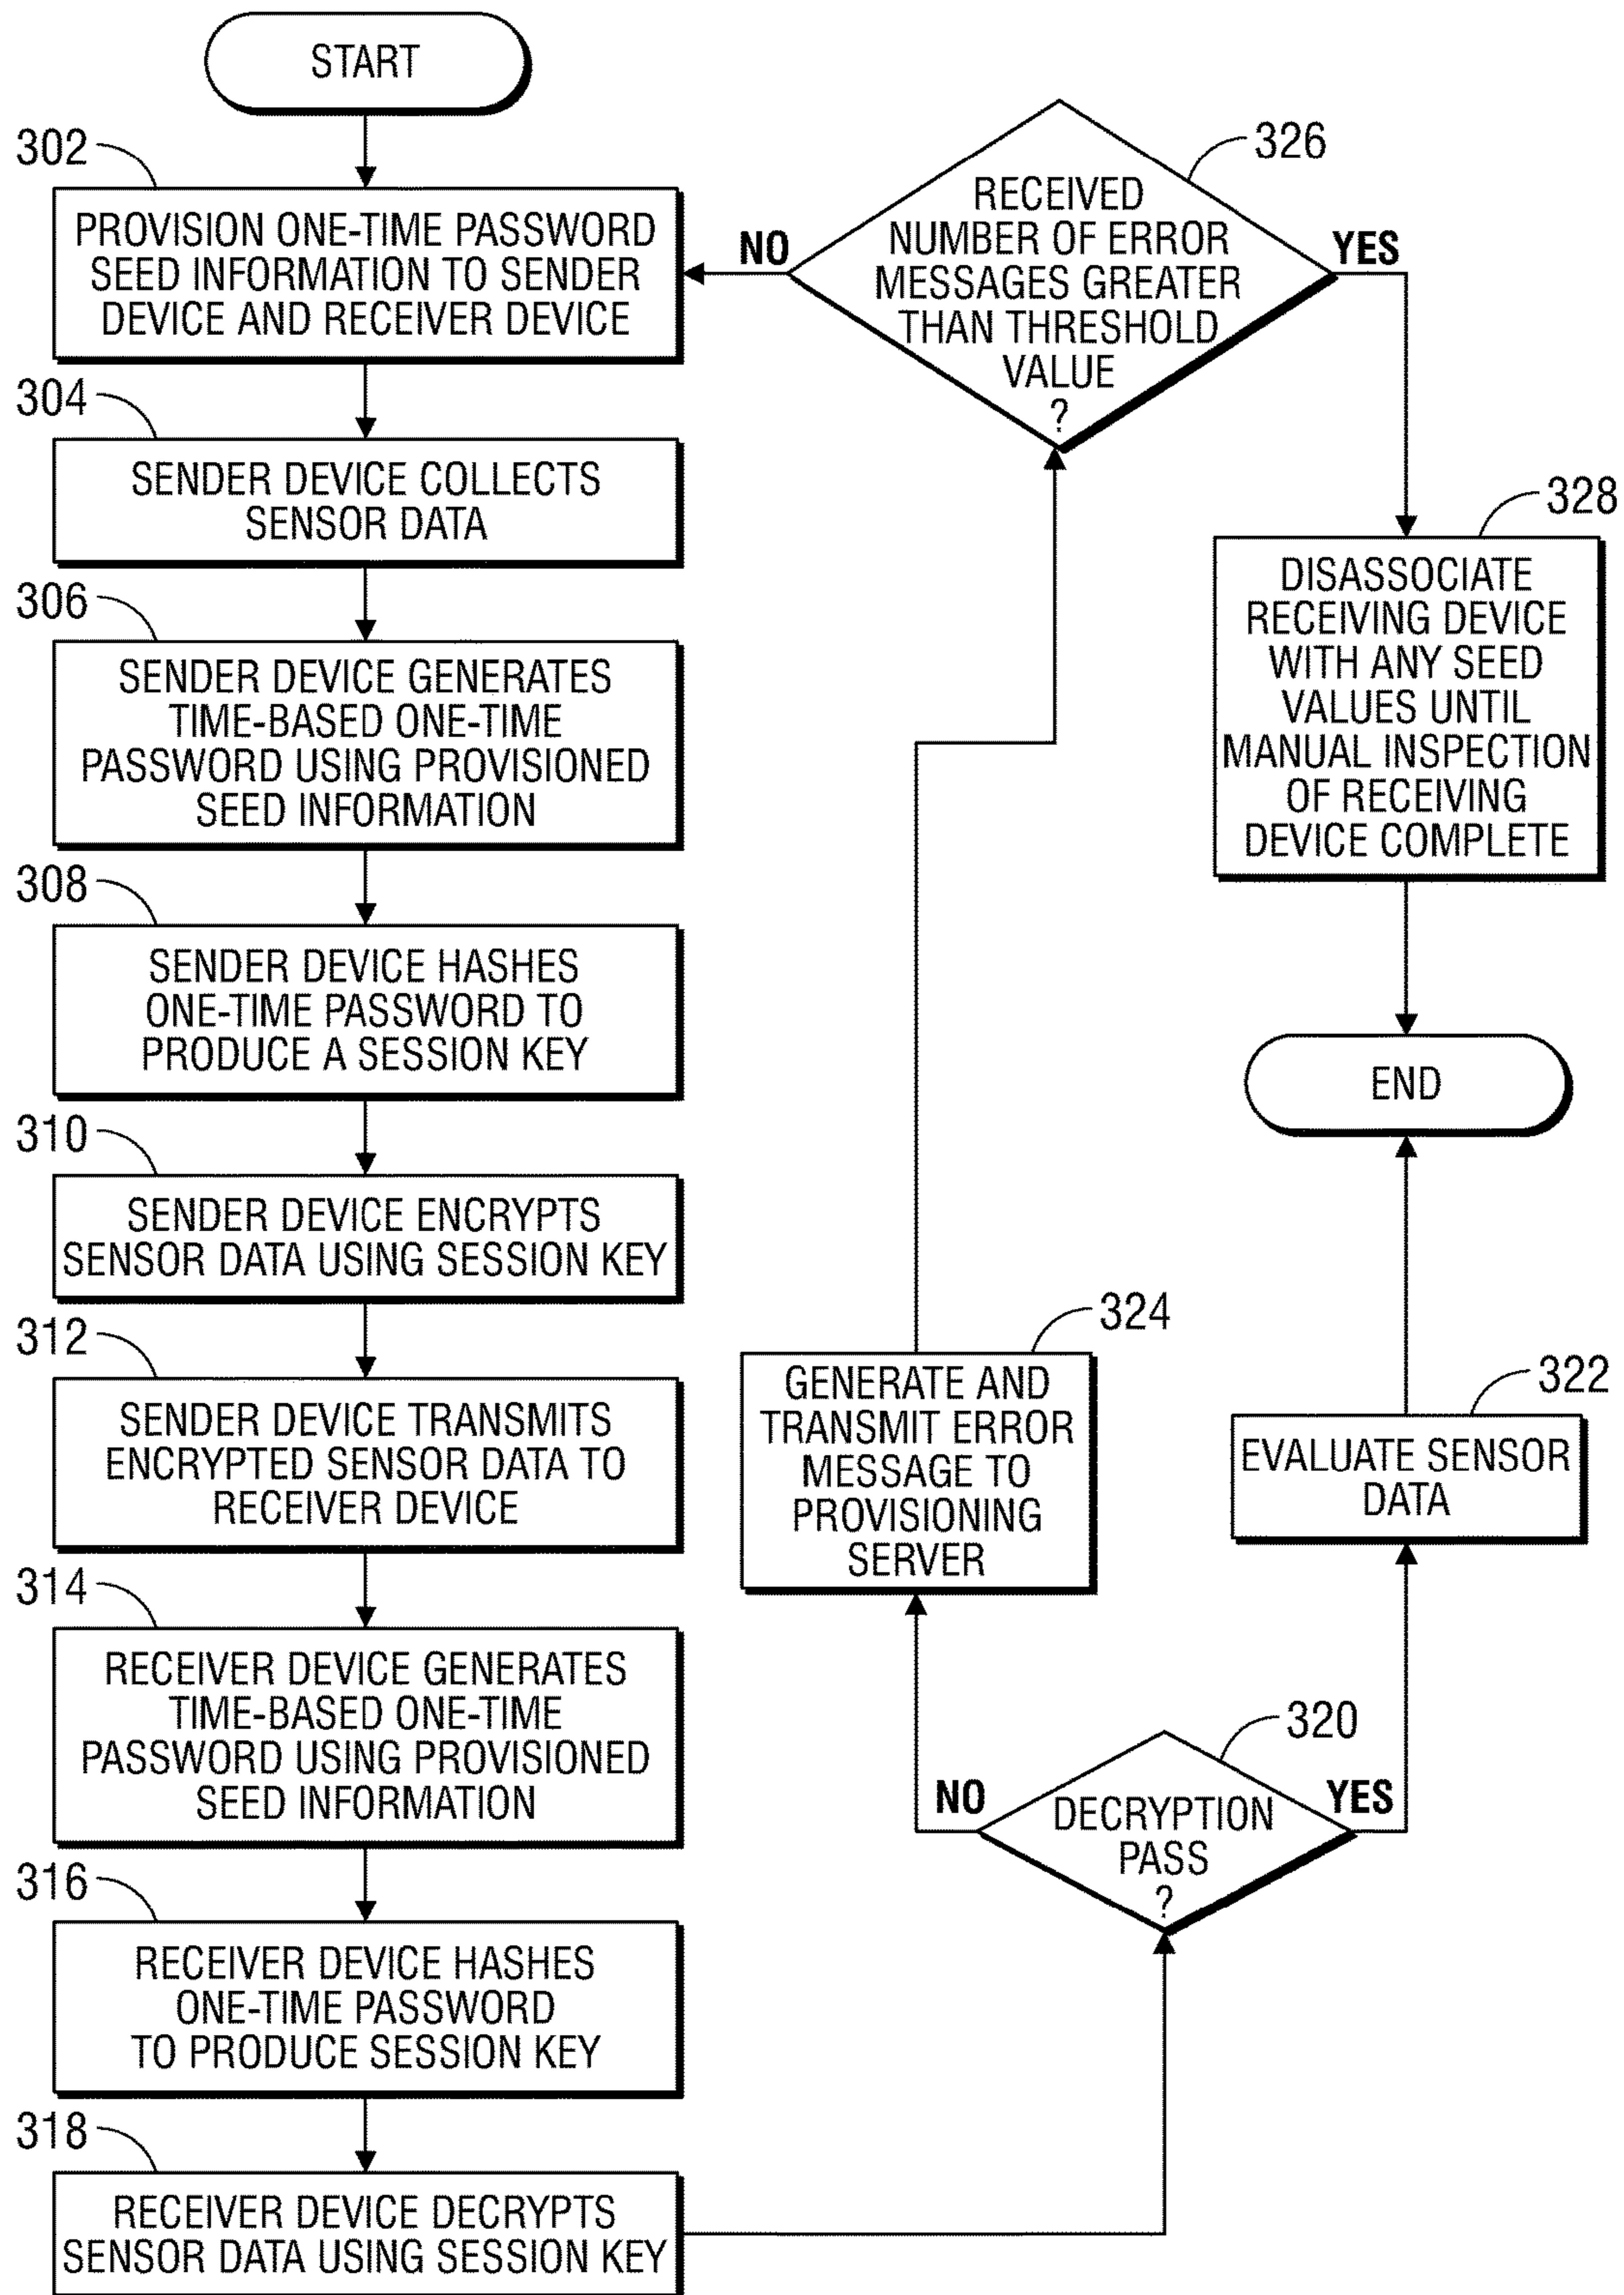 START
302
PROVISION ONE-TIME PASSWORD
SEED INFORMATION TO SENDER
DEVICE AND RECEIVER DEVICE
304
SENDER DEVICE COLLECTS
SENSOR DATA
306
SENDER DEVICE GENERATES
TIME-BASED ONE-TIME
PASSWORD USING PROVISIONED
SEED INFORMATION
308
SENDER DEVICE HASHES
ONE-TIME PASSWORD TO
PRODUCE A SESSION KEY
310
SENDER DEVICE ENCRYPTS
SENSOR DATA USING SESSION KEY
312
SENDER DEVICE TRANSMITS
ENCRYPTED SENSOR DATA TO
RECEIVER DEVICE
314
RECEIVER DEVICE GENERATES
TIME-BASED ONE-TIME
PASSWORD USING PROVISIONED
SEED INFORMATION
316
RECEIVER DEVICE HASHES
ONE-TIME PASSWORD
TO PRODUCE SESSION KEY
318
RECEIVER DEVICE DECRYPTS
SENSOR DATA USING SESSION KEY
320
DECRYPTION
PASS
?
NO
YES
322
EVALUATE SENSOR
DATA
324
GENERATE AND
TRANSMIT ERROR
MESSAGE TO
PROVISIONING
SERVER
326
RECEIVED
NUMBER OF ERROR
MESSAGES GREATER
THAN THRESHOLD
VALUE
?
NO
YES
328
DISASSOCIATE
RECEIVING DEVICE
WITH ANY SEED
VALUES UNTIL
MANUAL INSPECTION
OF RECEIVING
DEVICE COMPLETE
END